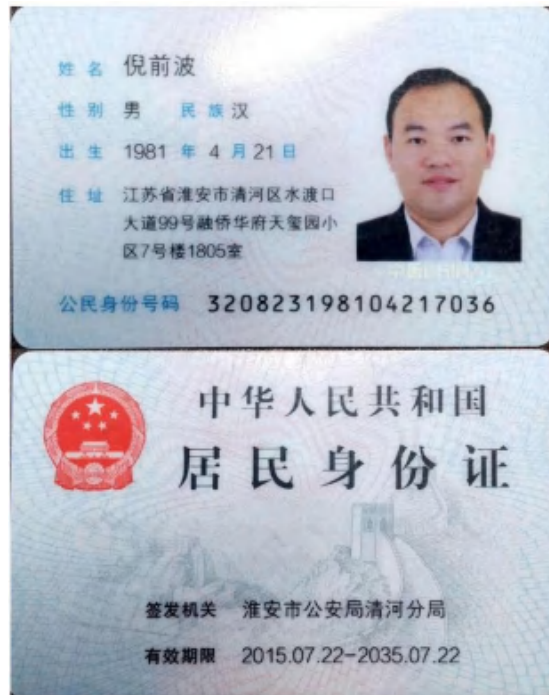 姓名 倪前波
性别 男 民族 汉
出生 1981 年 4 月 21 日
住址 江苏省淮安市清河区水渡口
大道99号融侨华府天玺园小
区7号楼1805室
公民身份号码 320823198104217036
中华人民共和国
居民身份证
签发机关 淮安市公安局清河分局
有效期限 2015.07.22-2035.07.22